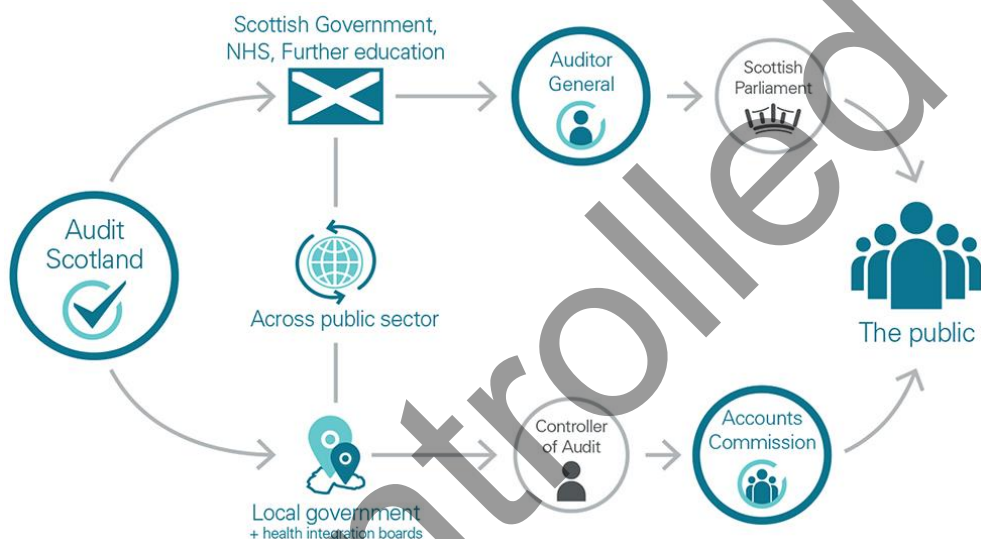 Scottish Government,
NHS, Further education
Auditor
General
Scottish
Parliament
Audit
Scotland
Across public sector
The public
Controller
of Audit
Accounts
Commission
Local government
+ health integration boards
ntrolled